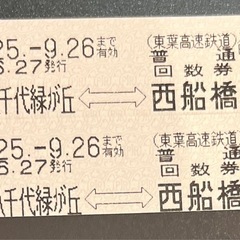 25.-9.26まで有効
6.27発行
千代緑が丘⟺西船橋
(東葉高速鉄道)
普通
回数券
25.-9.26まで有効
6.27発行
八千代緑が丘⟺西船橋
(東葉高速鉄道)
普通
回数券